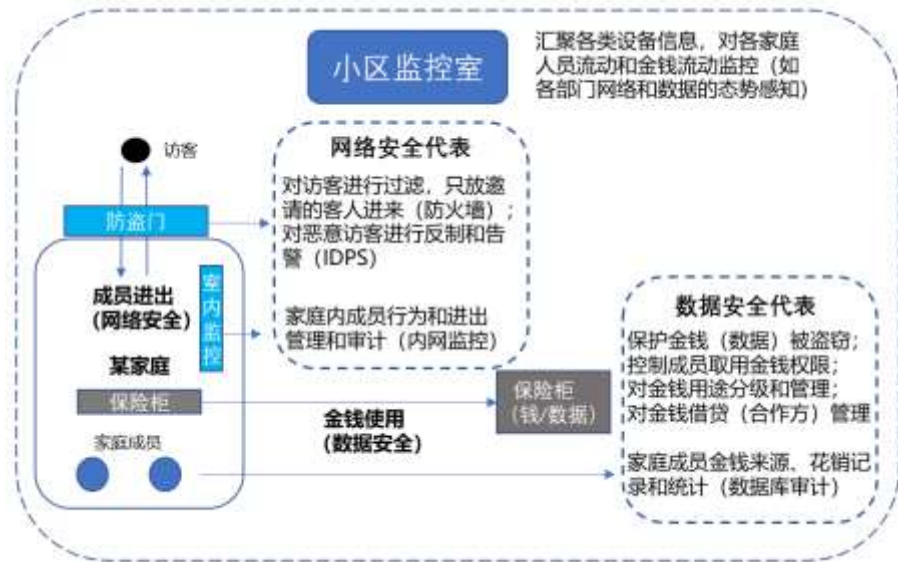 小区监控室
汇聚各类设备信息，对各家庭
人员流动和金钱流动监控（如
各部门网络和数据的态势感知）
访客
防盗门
成员进出
（网络安全）
室内监控
某家庭
保险柜
家庭成员
网络安全代表
对访客进行过滤，只放邀
请的客人进来（防火墙）；
对恶意访客进行反制和告
警（IDPS）
家庭内成员行为和进出
管理和审计（内网监控）
金钱使用
（数据安全）
保险柜
（钱/数据）
数据安全代表
保护金钱（数据）被盗窃；
控制成员取用金钱权限；
对金钱用途分级和管理；
对金钱借贷（合作方）管理
家庭成员金钱来源、花销记
录和统计（数据库审计）